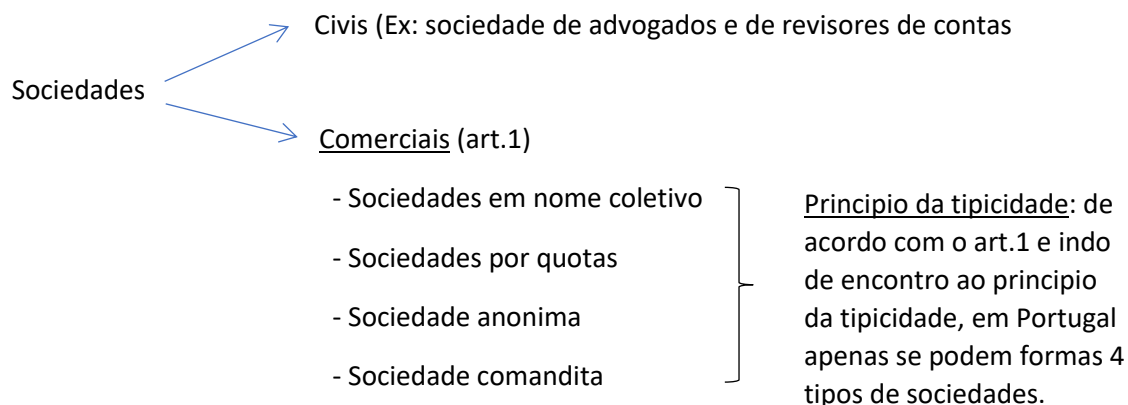 Civis (Ex: sociedade de advogados e de revisores de contas
Sociedades
Comerciais (art.1)
- Sociedades em nome coletivo
- Sociedades por quotas
- Sociedade anonima
- Sociedade comandita
Principio da tipicidade: de
acordo com o art.1 e indo
de encontro ao principio
da tipicidade, em Portugal
apenas se podem formas 4
tipos de sociedades.